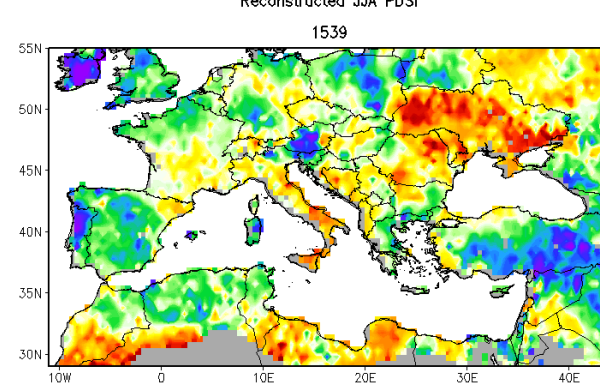 Reconstructed JJA PDSI
1539
55N
50N
45N
40N
35N
30N
10W 0 10E 20E 30E 40E